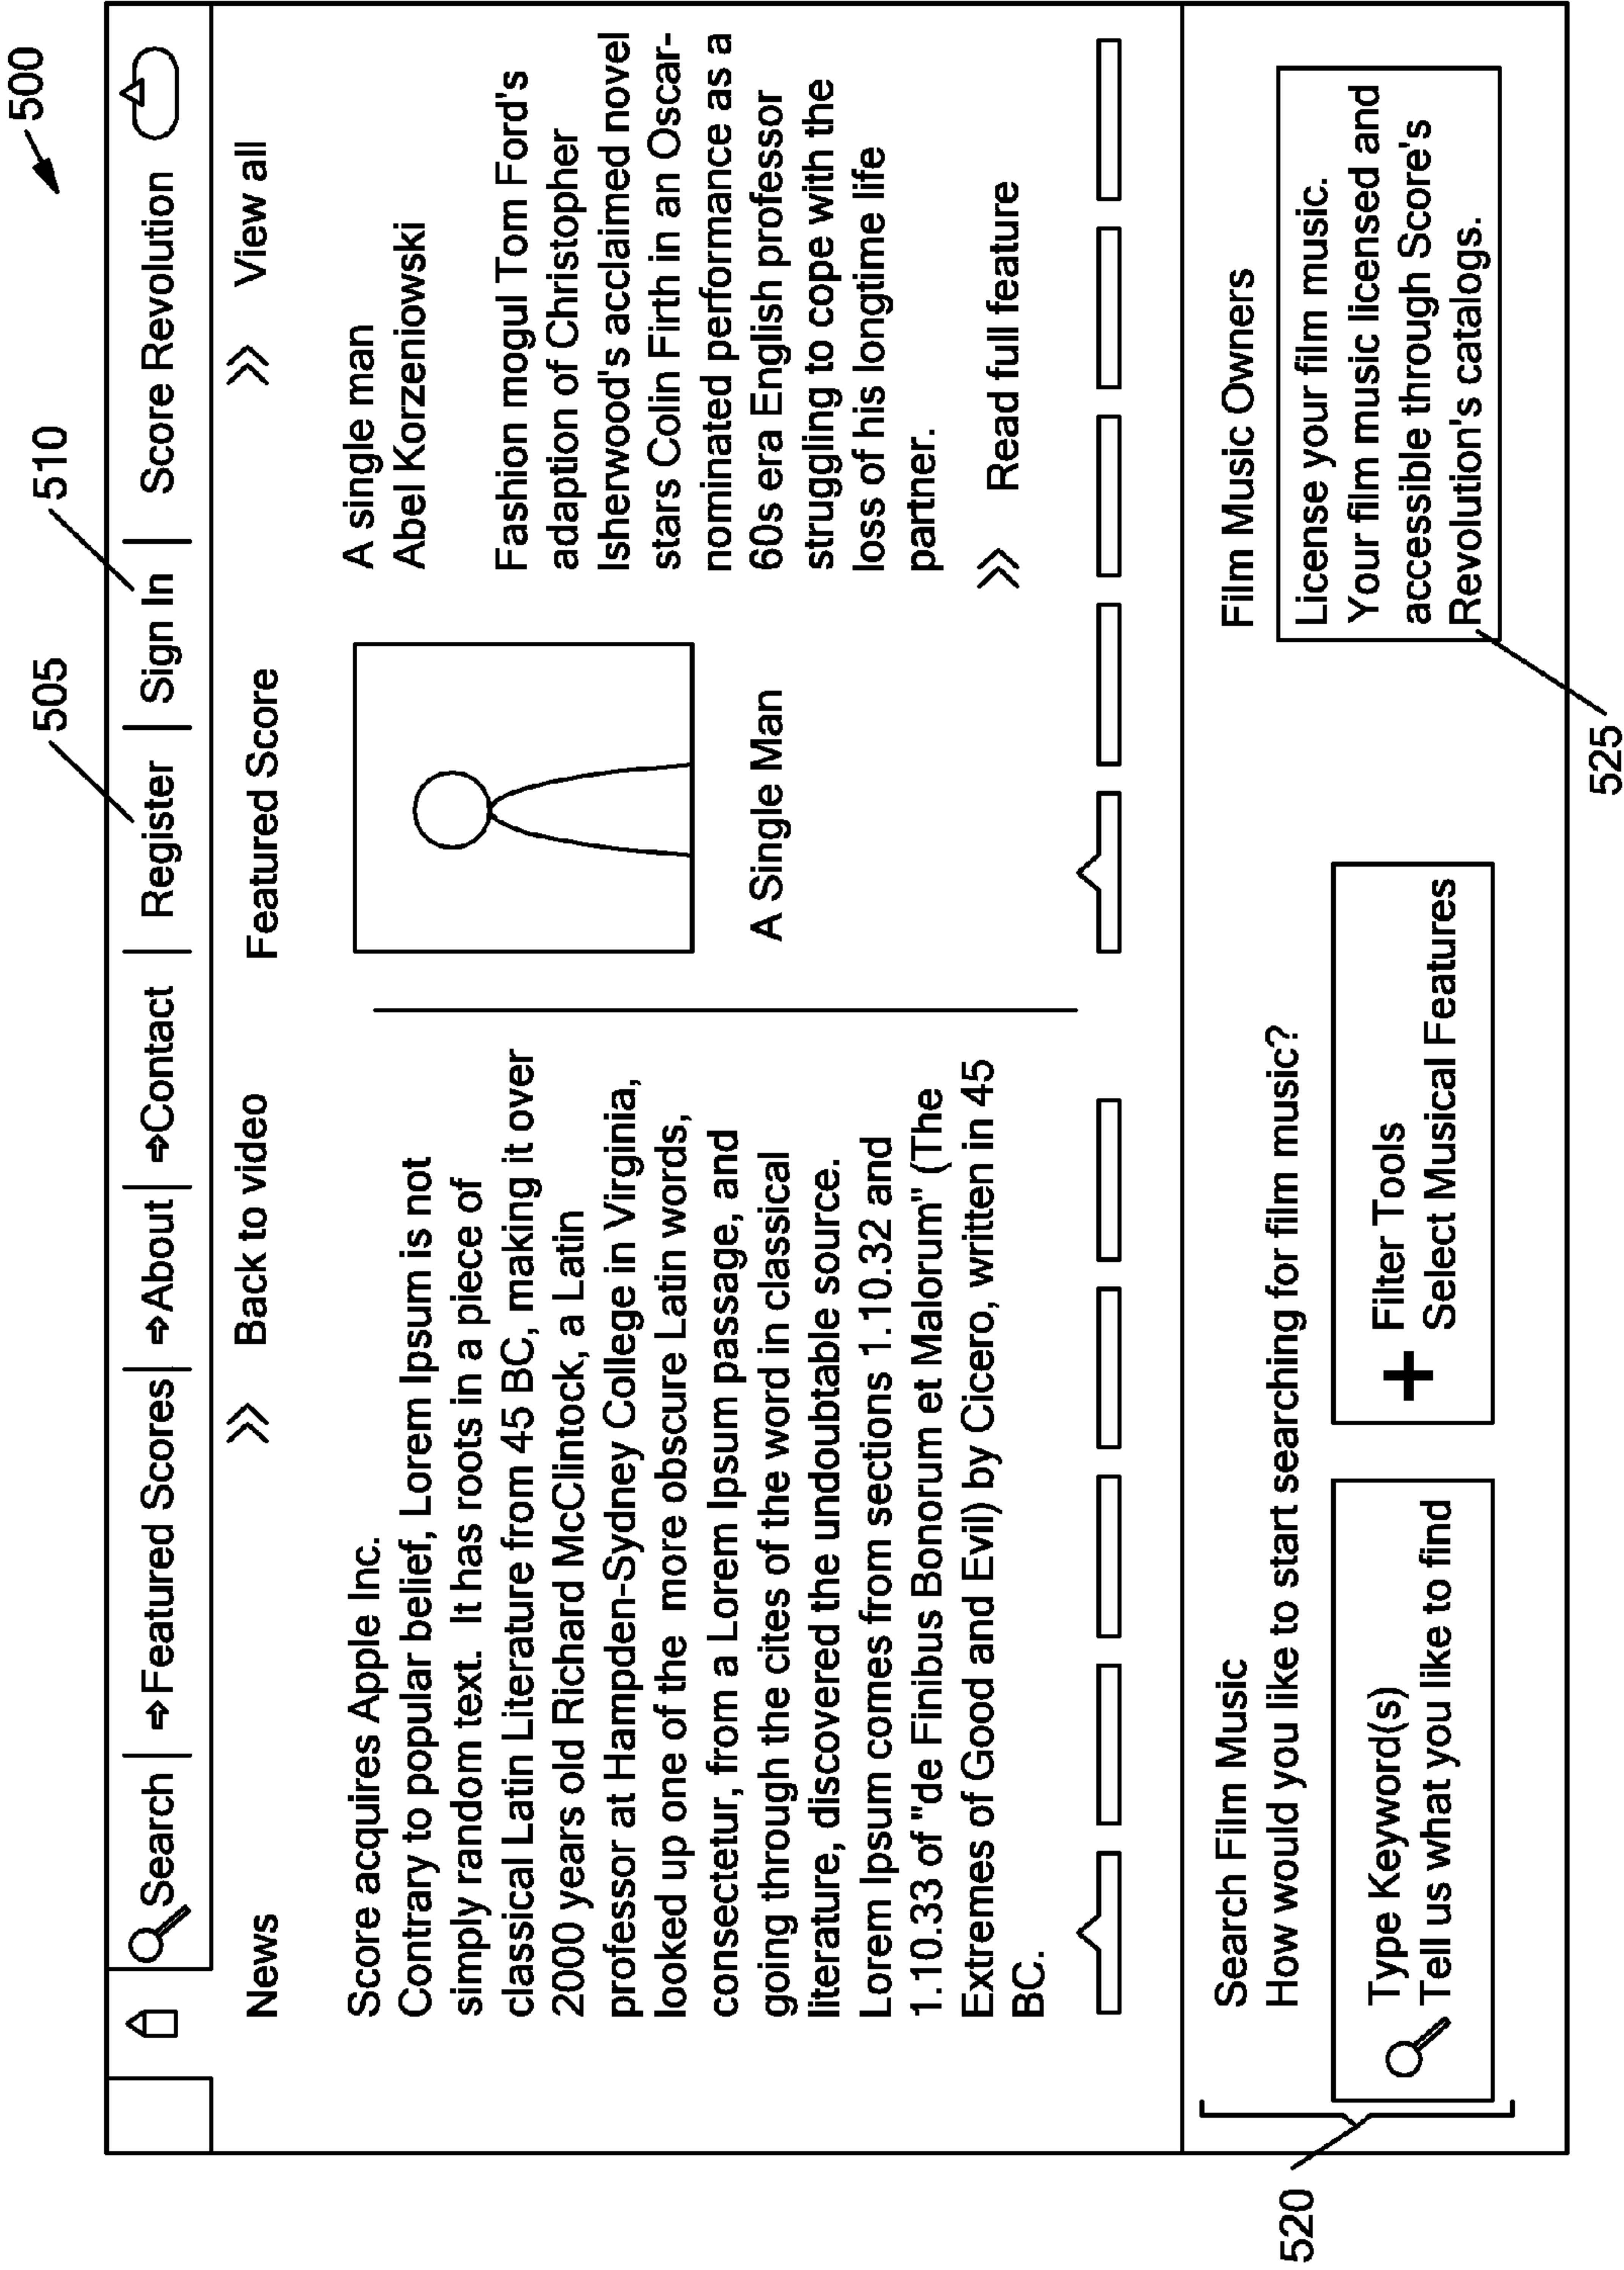 500
505
510
Search
⇒Featured Scores
⇒About
⇒Contact
Register
Sign In
Score Revolution
News
>> Back to video
Score acquires Apple Inc.
Contrary to popular belief, Lorem Ipsum is not
simply random text. It has roots in a piece of
classical Latin Literature from 45 BC, making it over
2000 years old Richard McClintock, a Latin
professor at Hampden-Sydney College in Virginia,
looked up one of the more obscure Latin words,
consectetur, from a Lorem Ipsum passage, and
going through the cites of the word in classical
literature, discovered the undoubtable source.
Lorem Ipsum comes from sections 1.10.32 and
1.10.33 of "de Finibus Bonorum et Malorum" (The
Extremes of Good and Evil) by Cicero, written in 45
BC.
Featured Score
>> View all
A Single Man
A single man
Abel Korzeniowski
Fashion mogul Tom Ford's
adaption of Christopher
Isherwood's acclaimed novel
stars Colin Firth in an Oscar-
nominated performance as a
60s era English professor
struggling to cope with the
loss of his longtime life
partner.
>> Read full feature
Search Film Music
How would you like to start searching for film music?
Type Keyword(s)
Tell us what you like to find
+ Filter Tools
Select Musical Features
Film Music Owners
License your film music.
Your film music licensed and
accessible through Score's
Revolution's catalogs.
520
525